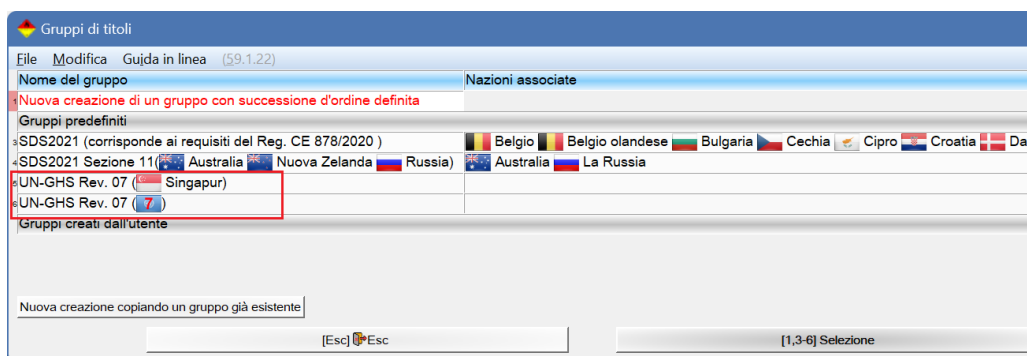 Gruppi di titoli
File Modifica Guida in linea (59.1.22)
Nome del gruppo Nazioni associate
1 Nuova creazione di un gruppo con successione d'ordine definita
Gruppi predefiniti
3 SDS2021 (corrisponde ai requisiti del Reg. CE 878/2020 ) Belgio Belgio olandese Bulgaria Cechia Cipro Croatia Da
4 SDS2021 Sezione 11( Australia Nuova Zelanda Russia) Australia La Russia
5 UN-GHS Rev. 07 ( Singapur)
6 UN-GHS Rev. 07 ( 7 )
Gruppi creati dall'utente
Nuova creazione copiando un gruppo già esistente
[Esc] Esc [1,3-6] Selezione